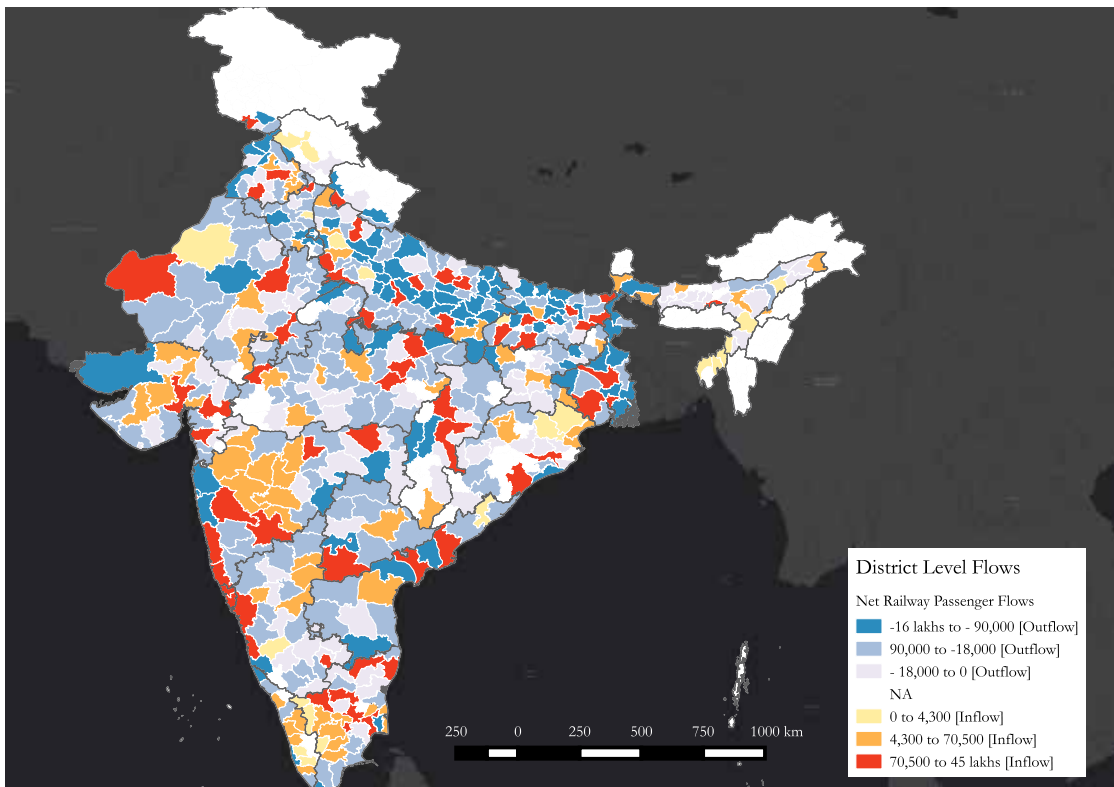 District Level Flows
Net Railway Passenger Flows
-16 lakhs to - 90,000 [Outflow]
90,000 to -18,000 [Outflow]
- 18,000 to 0 [Outflow]
NA
0 to 4,300 [Inflow]
4,300 to 70,500 [Inflow]
70,500 to 45 lakhs [Inflow]
250 0 250 500 750 1000 km